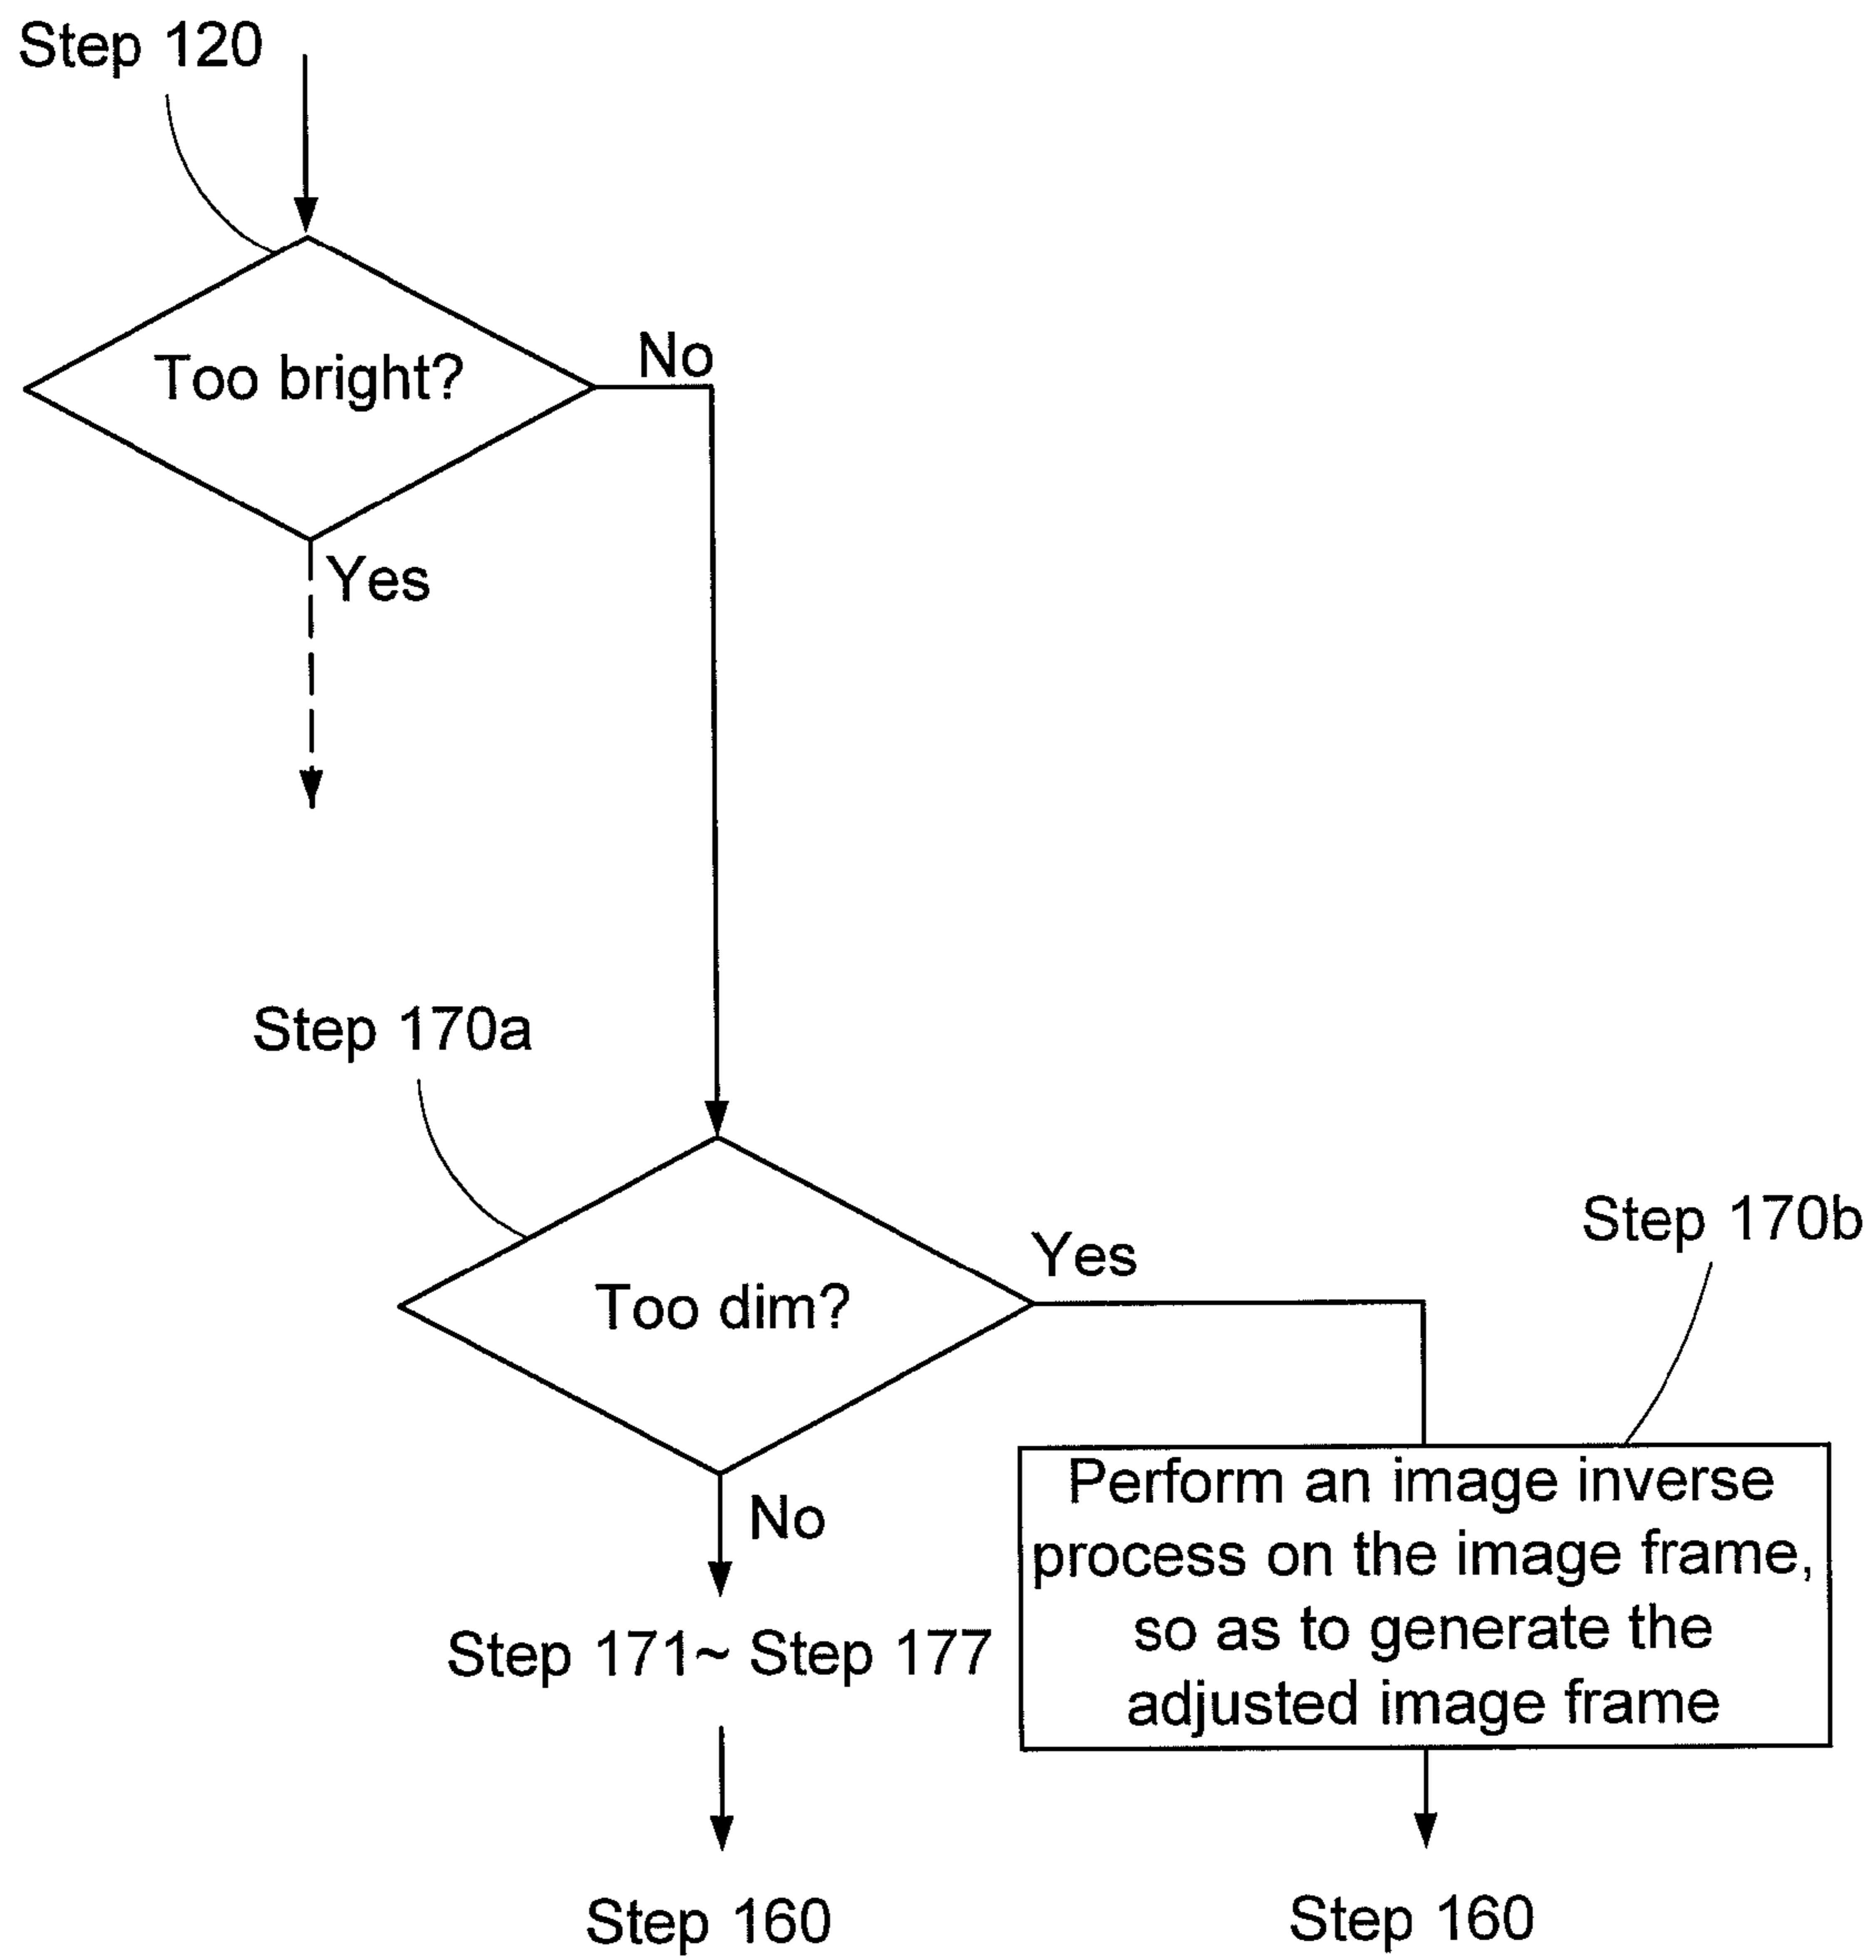 Step 120
Too bright?
No
Yes
Step 170a
Too dim?
Yes
Step 170b
No
Perform an image inverse
process on the image frame,
so as to generate the
adjusted image frame
Step 171~ Step 177
Step 160
Step 160